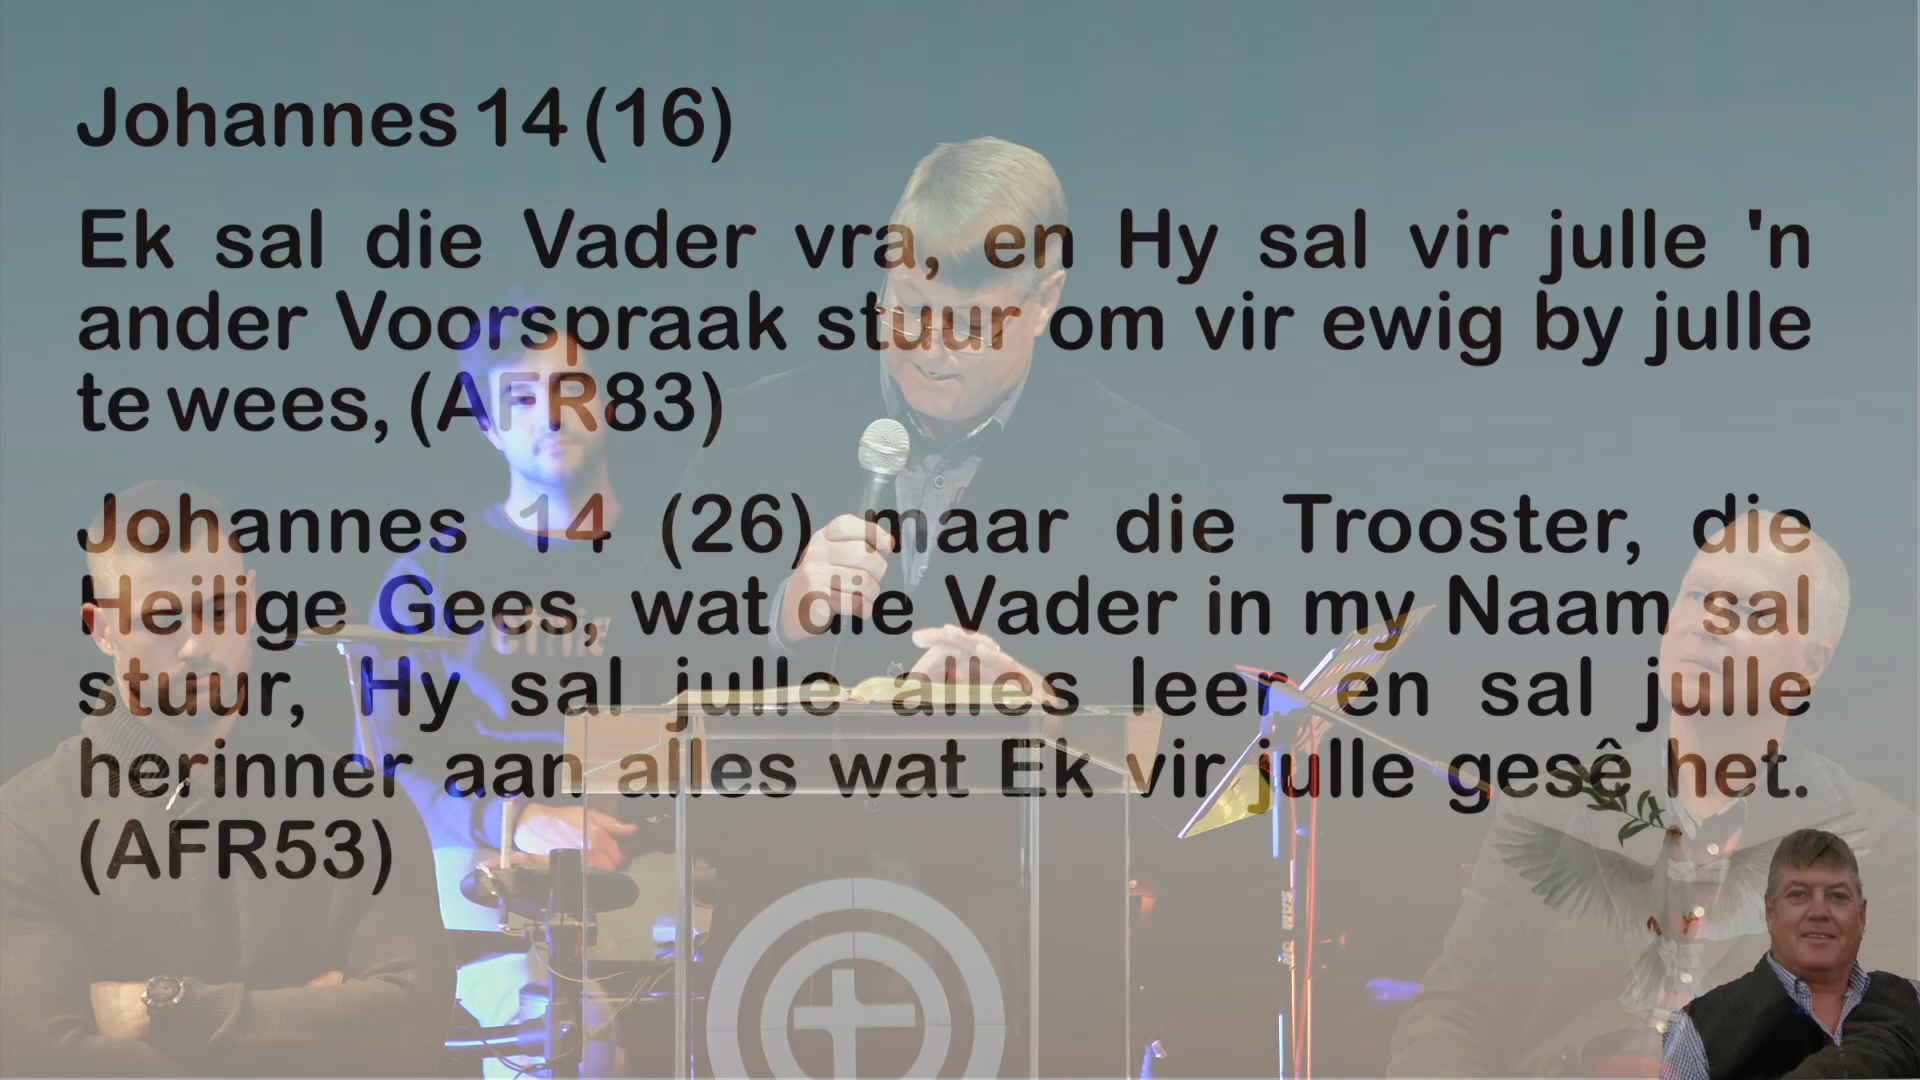 Johannes 14 (16)
Ek sal die Vader vra, en Hy sal vir julle 'n
ander Voorspraak stuur om vir ewig by julle
te wees, (AFR83)
Johannes 14 (26) maar die Trooster, die
Heilige Gees, wat die Vader in my Naam sal
stuur, Hy sal julle alles leer en sal julle
herinner aan alles wat Ek vir julle gesê het.
(AFR53)